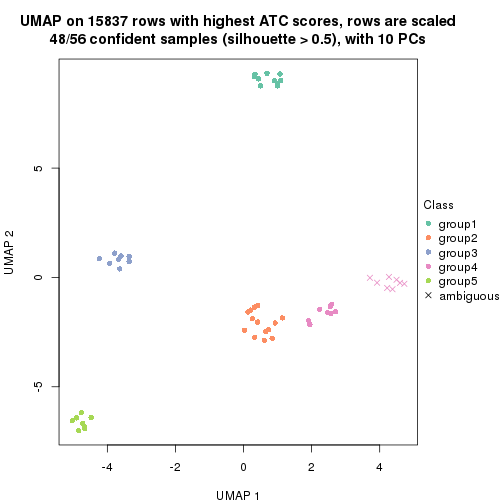 UMAP on 15837 rows with highest ATC scores, rows are scaled
48/56 confident samples (silhouette > 0.5), with 10 PCs
5
0
-5
UMAP 2
-4
-2
0
2
4
UMAP 1
Class
group1
group2
group3
group4
group5
ambiguous